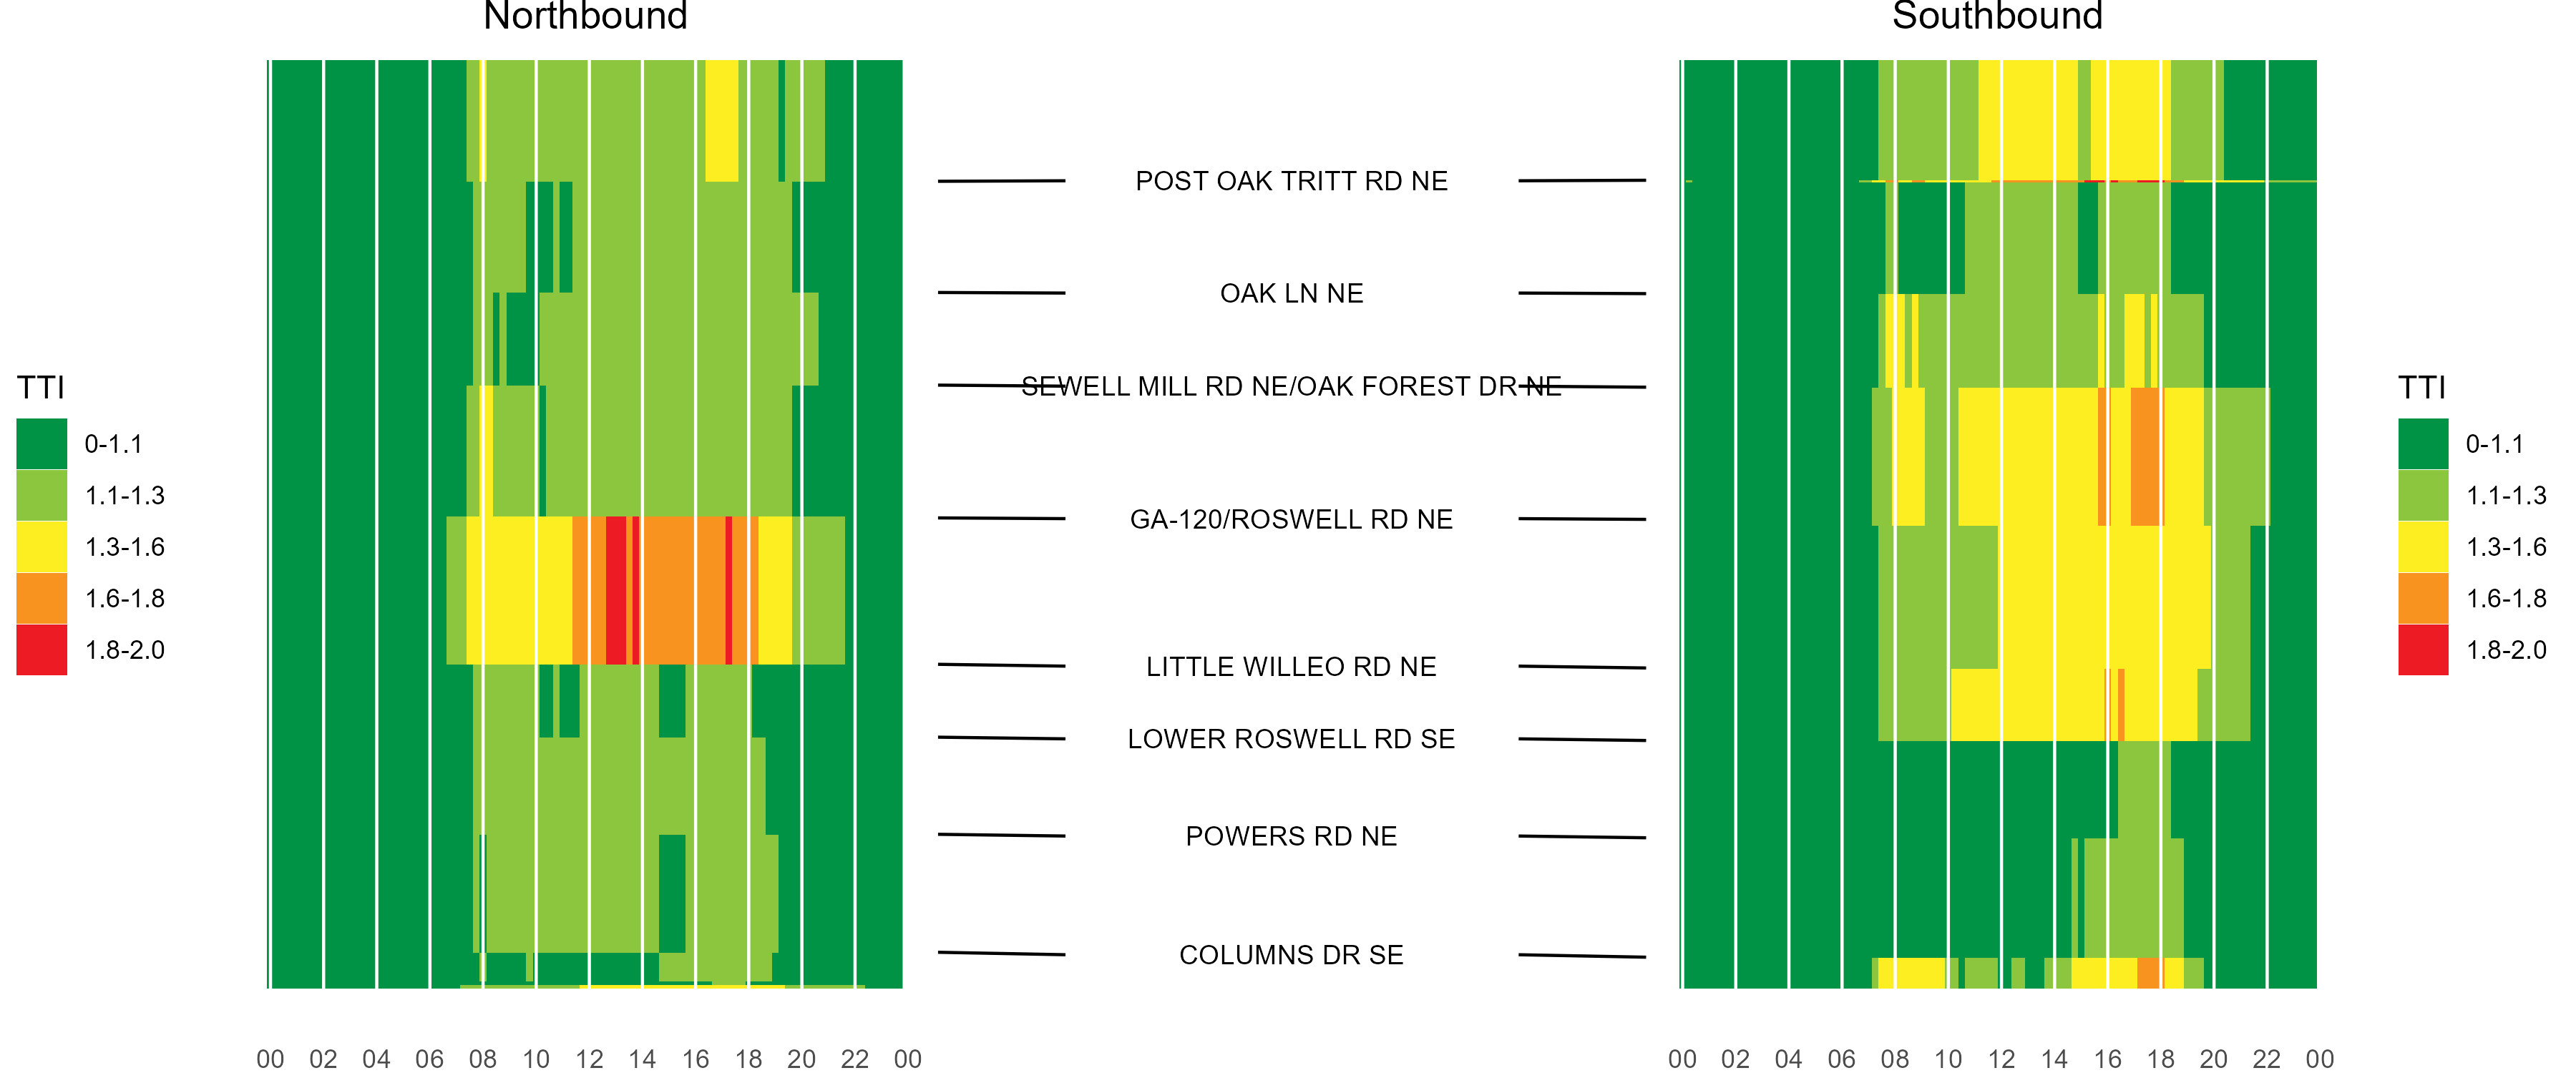 Northbound
Southbound
POST OAK TRITT RD NE
OAK LN NE
SEWELL MILL RD NE/OAK FOREST DR NE
GA-120/ROSWELL RD NE
LITTLE WILLEO RD NE
LOWER ROSWELL RD SE
POWERS RD NE
COLUMNS DR SE
TTI
0-1.1
1.1-1.3
1.3-1.6
1.6-1.8
1.8-2.0
TTI
0-1.1
1.1-1.3
1.3-1.6
1.6-1.8
1.8-2.0
00 02 04 06 08 10 12 14 16 18 20 22 00
00 02 04 06 08 10 12 14 16 18 20 22 00